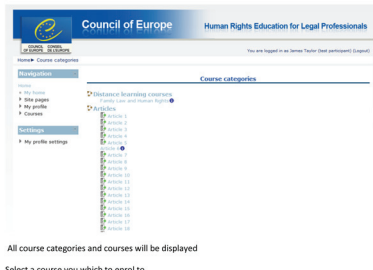 Council of Europe
Human Rights Education for Legal Professionals
COUNCIL CONSEIL
OF EUROPE DE L'EUROPE
You are logged in as James Taylor (test participant) (Logout)
Home► Course categories
Navigation
Home
My home
Site pages
My profile
Courses
Settings
My profile settings
Course categories
Distance learning courses
Family Law and Human Rights
Articles
Article 1
Article 2
Article 3
Article 4
Article 5
Article 6
Article 7
Article 8
Article 9
Article 10
Article 11
Article 12
Article 13
Article 14
Article 15
Article 16
Article 17
Article 18
All course categories and courses will be displayed
Select a course you which to enrol to